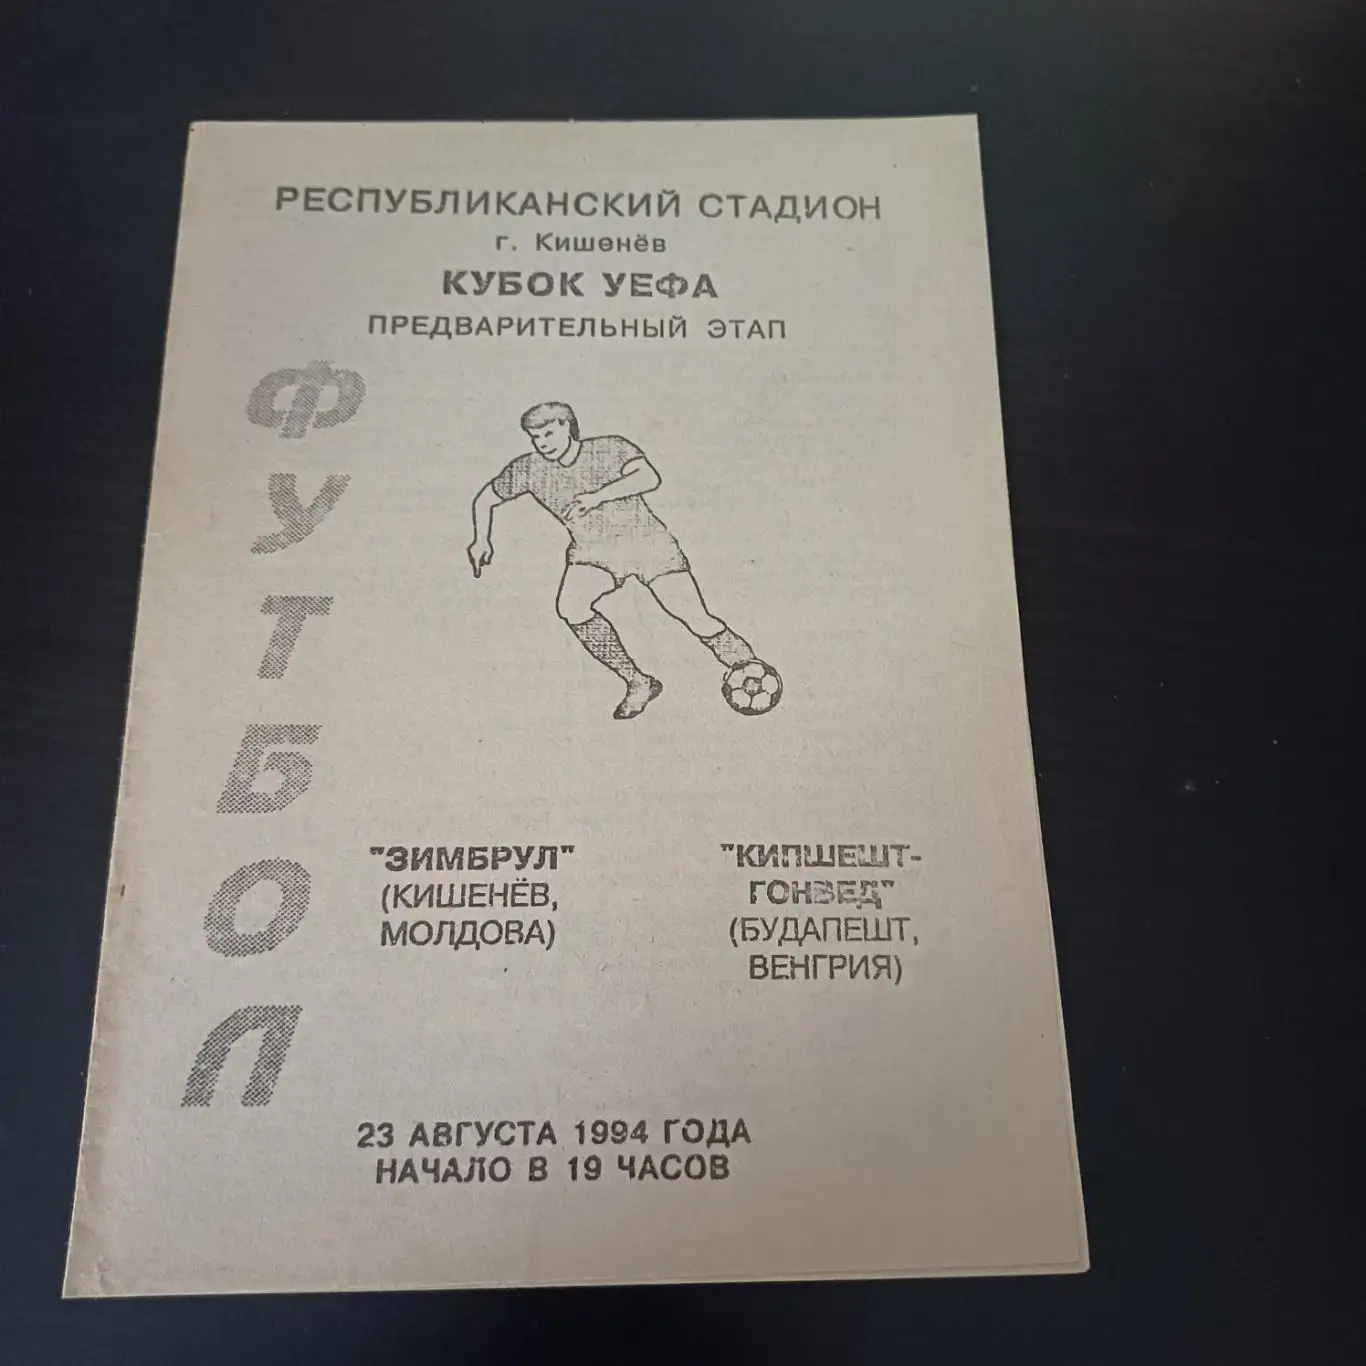 РЕСПУБЛИКАНСКИЙ СТАДИОН
г. Кишенёв
КУБОК УЕФА
ПРЕДВАРИТЕЛЬНЫЙ ЭТАП
ФУТБОЛ
"ЗИМБРУЛ"
(КИШЕНЁВ,
МОЛДОВА)
"КИПШЕШТ-
ГОНВЕД"
(БУДАПЕШТ,
ВЕНГРИЯ)
23 АВГУСТА 1994 ГОДА
НАЧАЛО В 19 ЧАСОВ